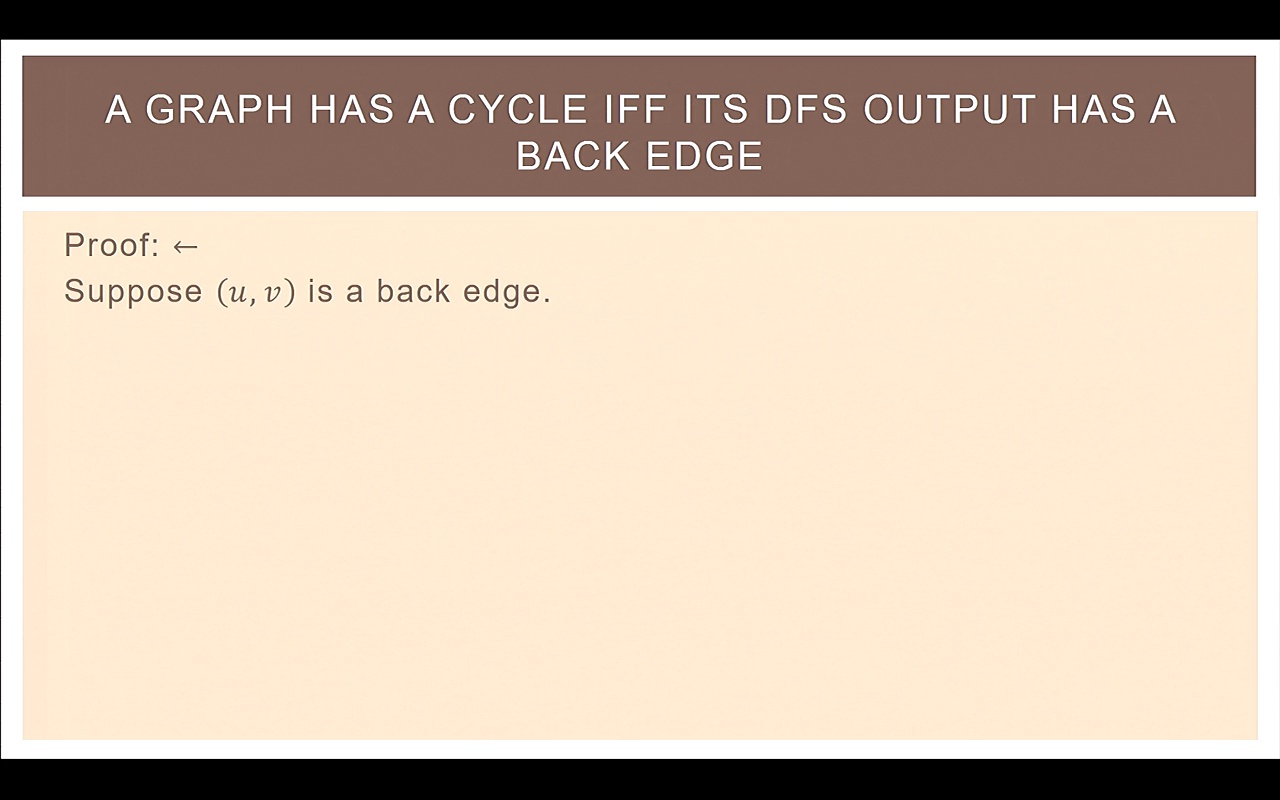 A GRAPH HAS A CYCLE IFF ITS DFS OUTPUT HAS A
BACK EDGE
Proof: ←
Suppose (u, v) is a back edge.